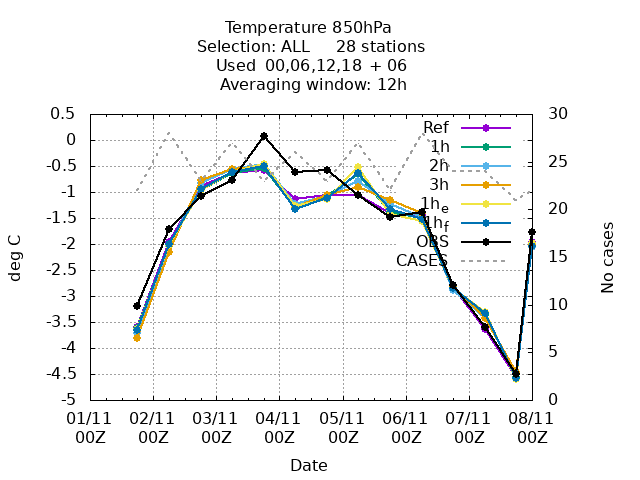 Temperature 850hPa
Selection: ALL 28 stations
Used 00,06,12,18 + 06
Averaging window: 12h
0.5
0
-0.5
-1
-1.5
-2
-2.5
-3
-3.5
-4
-4.5
-5
deg C
30
25
20
15
10
5
0
No cases
Ref
1h
2h
3h
1h_e
1h_f
OBS
CASES
01/11 02/11 03/11 04/11 05/11 06/11 07/11 08/11
00Z 00Z 00Z 00Z 00Z 00Z 00Z 00Z
Date